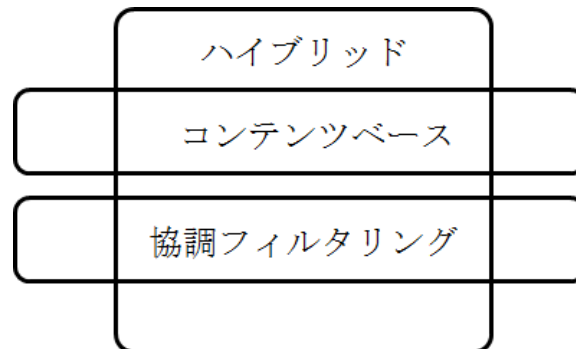 ハイブリッド
コンテンツベース
協調フィルタリング